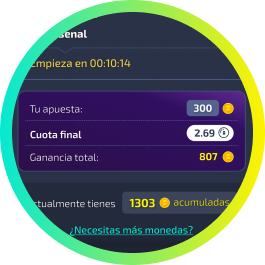 senal
Empieza en 00:10:14
Tu apuesta: 300
Cuota final 2.69
Ganancia total: 807
ctualmente tienes 1303 acumuladas
¿Necesitas más monedas?